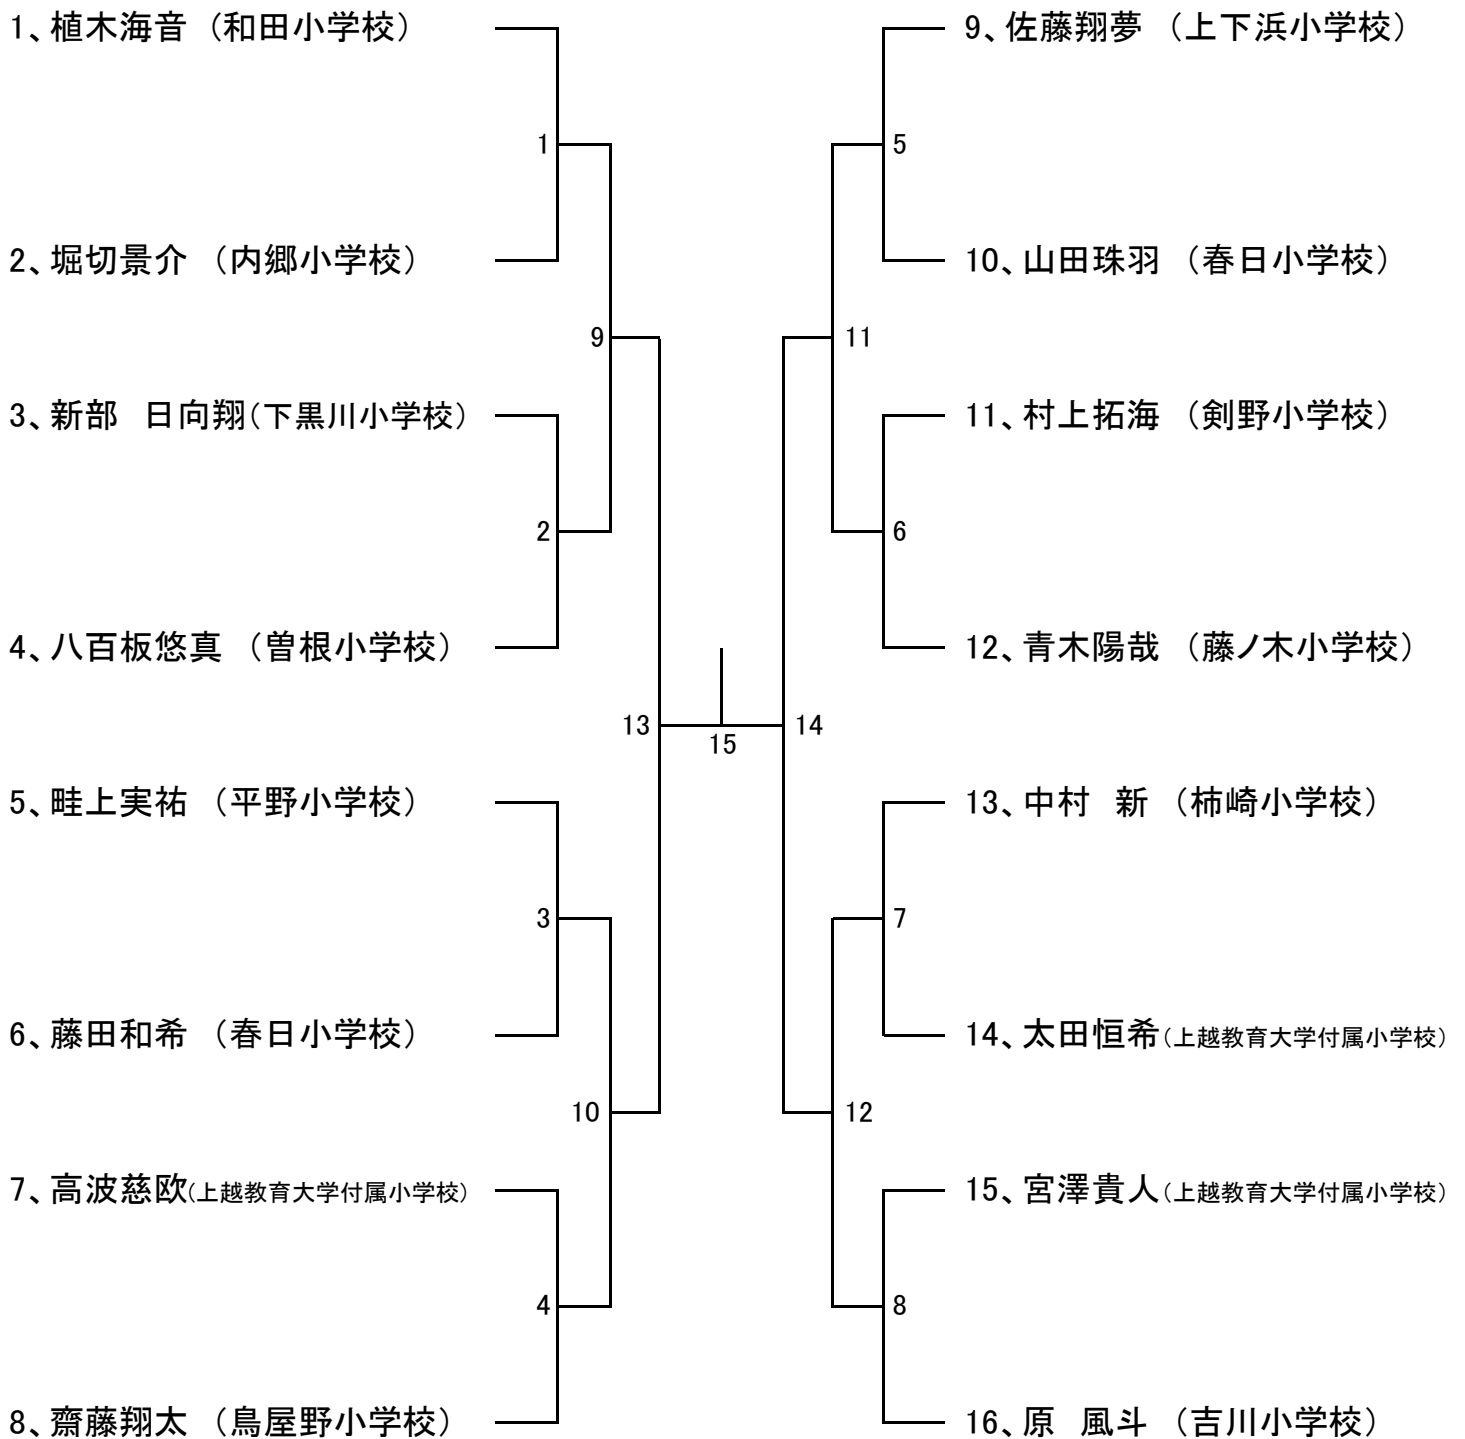 1、植木海音 （和田小学校）
1
2、堀切景介 （内郷小学校）
9
3、新部　日向翔（下黒川小学校）
2
4、八百板悠真 （曽根小学校）
13
5、畦上実祐 （平野小学校）
3
6、藤田和希 （春日小学校）
10
7、高波慈欧（上越教育大学付属小学校）
4
8、齋藤翔太 （鳥屋野小学校）
15
9、佐藤翔夢 （上下浜小学校）
5
10、山田珠羽 （春日小学校）
11
11、村上拓海 （剣野小学校）
6
12、青木陽哉 （藤ノ木小学校）
14
13、中村　新 （柿崎小学校）
7
14、太田恒希（上越教育大学付属小学校）
12
15、宮澤貴人（上越教育大学付属小学校）
8
16、原　風斗 （吉川小学校）